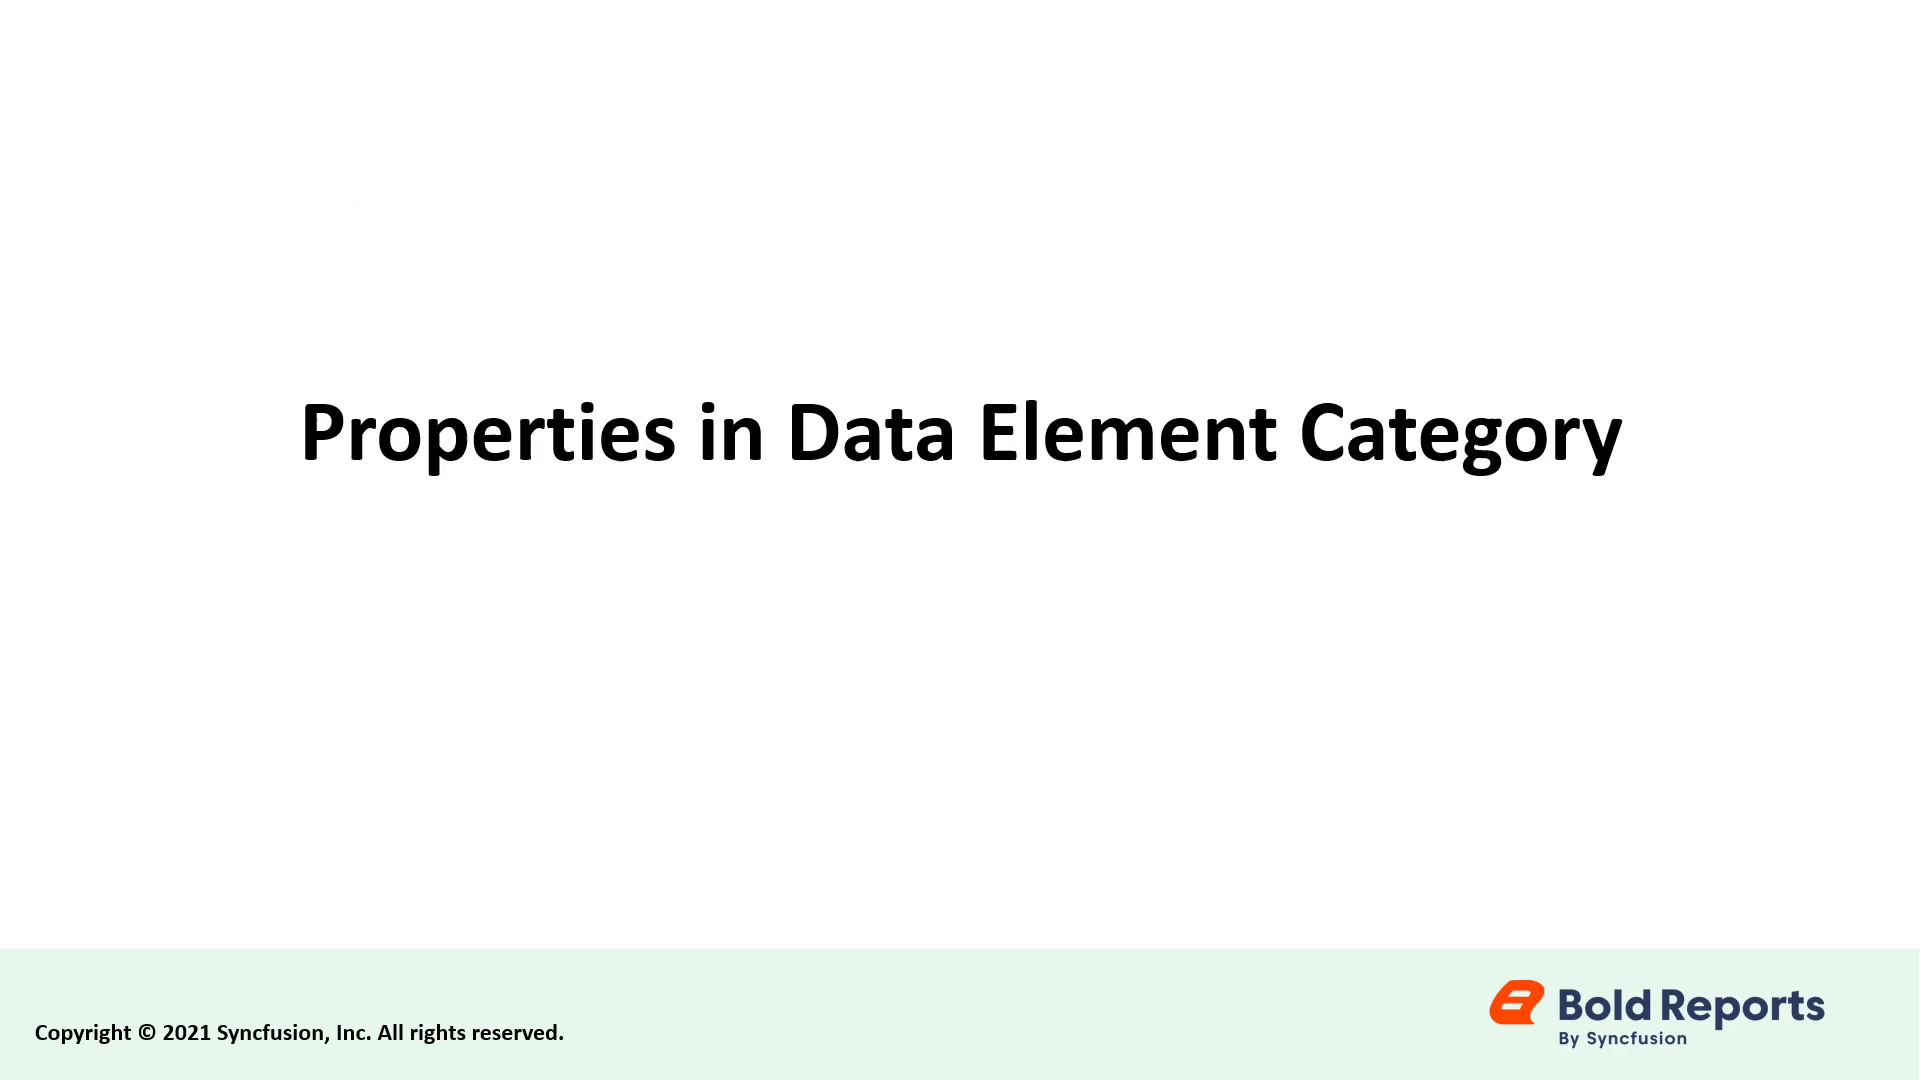 Properties in Data Element Category
Copyright © 2021 Syncfusion, Inc. All rights reserved.
Bold Reports
By Syncfusion